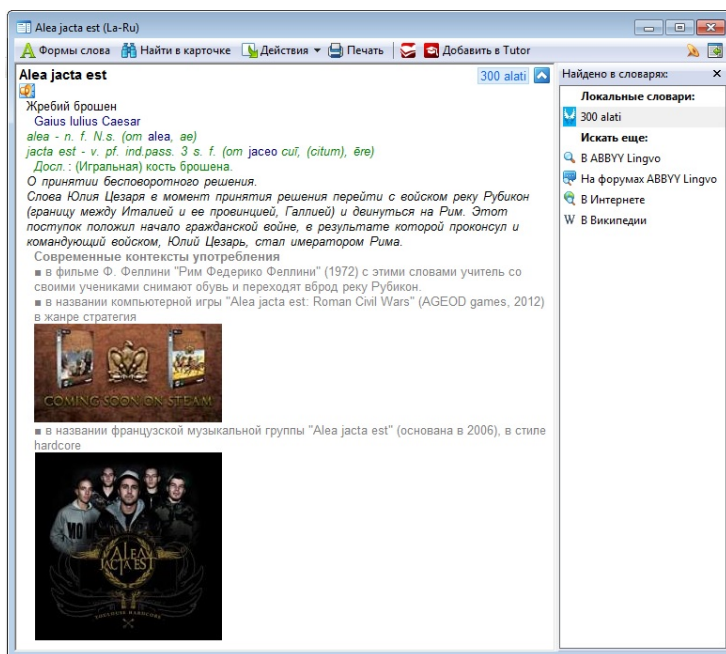 Alea jacta est (La-Ru)
Формы слова Найти в карточке Действия Печать Добавить в Tutor
Alea jacta est
300 alati
Жребий брошен
Gaius Iulius Caesar
alea - n. f. N.s. (от alea, ae)
jacta est - v. pf. ind.pass. 3 s. f. (от jaceo cuī, (citum), ēre)
Досл.: (Игральная) кость брошена.
О принятии бесповоротного решения.
Слова Юлия Цезаря в момент принятия решения перейти с войском реку Рубикон
(границу между Италией и ее провинцией, Галлией) и двинуться на Рим. Этот
поступок положил начало гражданской войне, в результате которой проконсул и
командующий войском, Юлий Цезарь, стал императором Рима.
Современные контексты употребления
■ в фильме Ф. Феллини "Рим Федерико Феллини" (1972) с этими словами учитель со
своими учениками снимают обувь и переходят вброд реку Рубикон.
■ в названии компьютерной игры "Alea jacta est: Roman Civil Wars" (AGEOD games, 2012)
в жанре стратегия
COMING SOON ON STEAM
■ в названии французской музыкальной группы "Alea jacta est" (основана в 2006), в стиле
hardcore
ALEA
JACTA EST
TOULOUSE HARDCORE
Найдено в словарях:
Локальные словари:
300 alati
Искать еще:
В ABBYY Lingvo
На форумах ABBYY Lingvo
В Интернете
W В Википедии